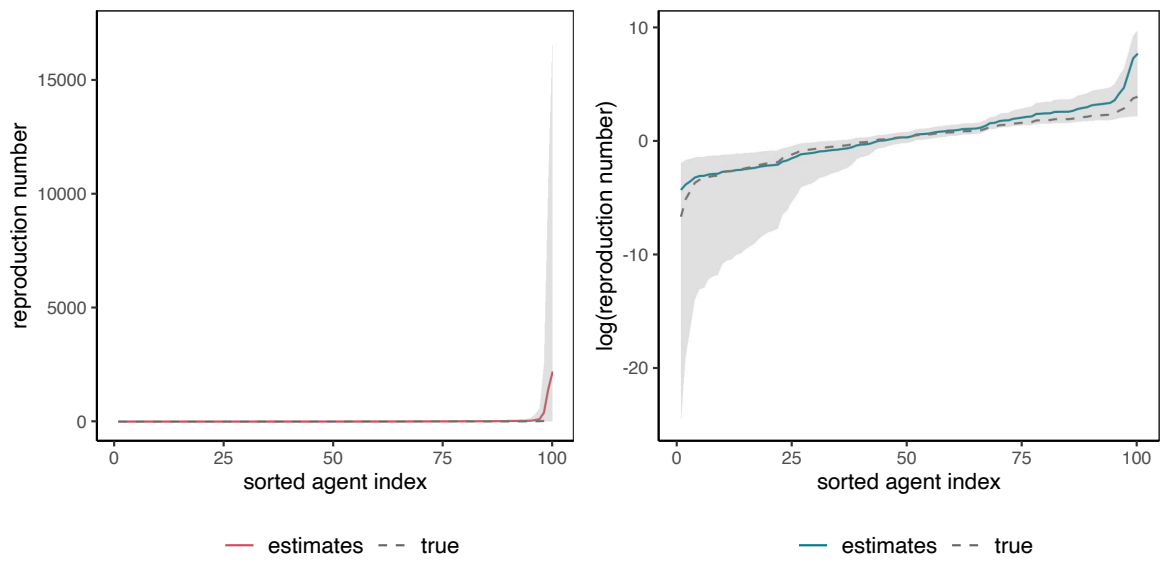 reproduction number
15000
10000
5000
0
0
25
50
75
100
sorted agent index
estimates
true
log(reproduction number)
10
0
-10
-20
0
25
50
75
100
sorted agent index
estimates
true